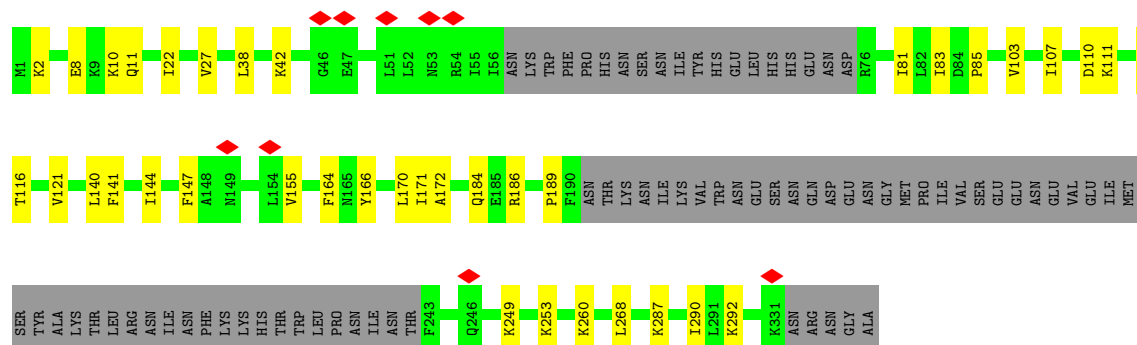 M1 K2 E8 K9 K10 Q11 I22 V27 L38 K42 G46 E47 L51 L52 N53 R54 I55 I56 ASN LYS TRP PHE PRO HIS ASN SER ASN ILE TYR HIS GLU LEU HIS HIS GLU ASN ASP R76 I81 L82 I83 D84 P85 V103 I107 D110 K111
T116 V121 L140 F141 I144 F147 A148 N149 L154 V155 F164 N165 Y166 L170 I171 A172 Q184 E185 R186 P189 F190 ASN THR LYS ASN ILE LYS VAL TRP ASN GLU SER ASN GLN ASP GLU ASN GLY MET PRO ILE VAL SER GLU GLU ASN GLU VAL GLU ILE MET
SER TYR ALA LYS THR LEU ARG ASN ILE ASN PHE LYS LYS HIS THR TRP LEU PRO ASN ILE ASN THR F243 Q246 K249 K253 K260 L268 K287 I290 L291 K292 K331 ASN ARG ASN GLY ALA